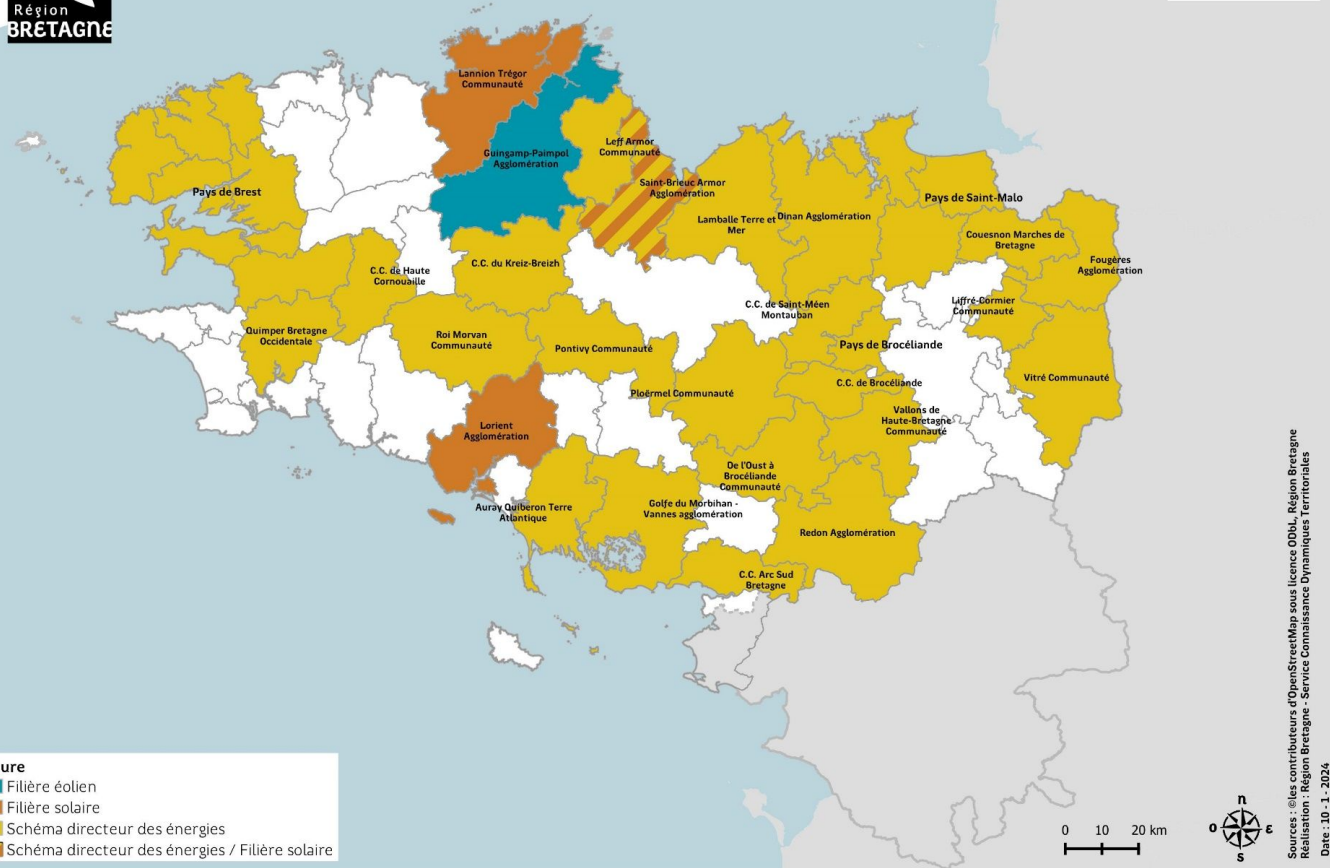 Région
BRETAGNE
Lannion Trégor
Communauté
Guingamp-Paimpol
Agglomération
Leff Armor
Communauté
Saint-Brieuc Armor
Agglomération
Pays de Brest
Lamballe Terre et
Mer
Dinan Agglomération
Pays de Saint-Malo
Couesnon Marches de
Bretagne
Fougères
Agglomération
C.C. de Haute
Cornouaille
C.C. du Kreiz-Breizh
C.C. de Saint-Méen
Montauban
Liffré-Cormier
Communauté
Quimper Bretagne
Occidentale
Roi Morvan
Communauté
Pontivy Communauté
Pays de Brocéliande
Vitré Communauté
C.C. de Brocéliande
Ploërmel Communauté
Vallons de
Haute-Bretagne
Communauté
Lorient
Agglomération
De l'Oust à
Brocéliande
Communauté
Auray Quiberon Terre
Atlantique
Golfe du Morbihan -
Vannes agglomération
Redon Agglomération
C.C. Arc Sud
Bretagne
ure
Filière éolien
Filière solaire
Schéma directeur des énergies
Schéma directeur des énergies / Filière solaire
0 10 20 km
n
o ε
s
Sources : ©les contributeurs d'OpenStreetMap sous licence ODbL, Région Bretagne
Réalisation : Région Bretagne - Service Connaissance Dynamiques Territoriales
Date : 10 - 1 - 2024